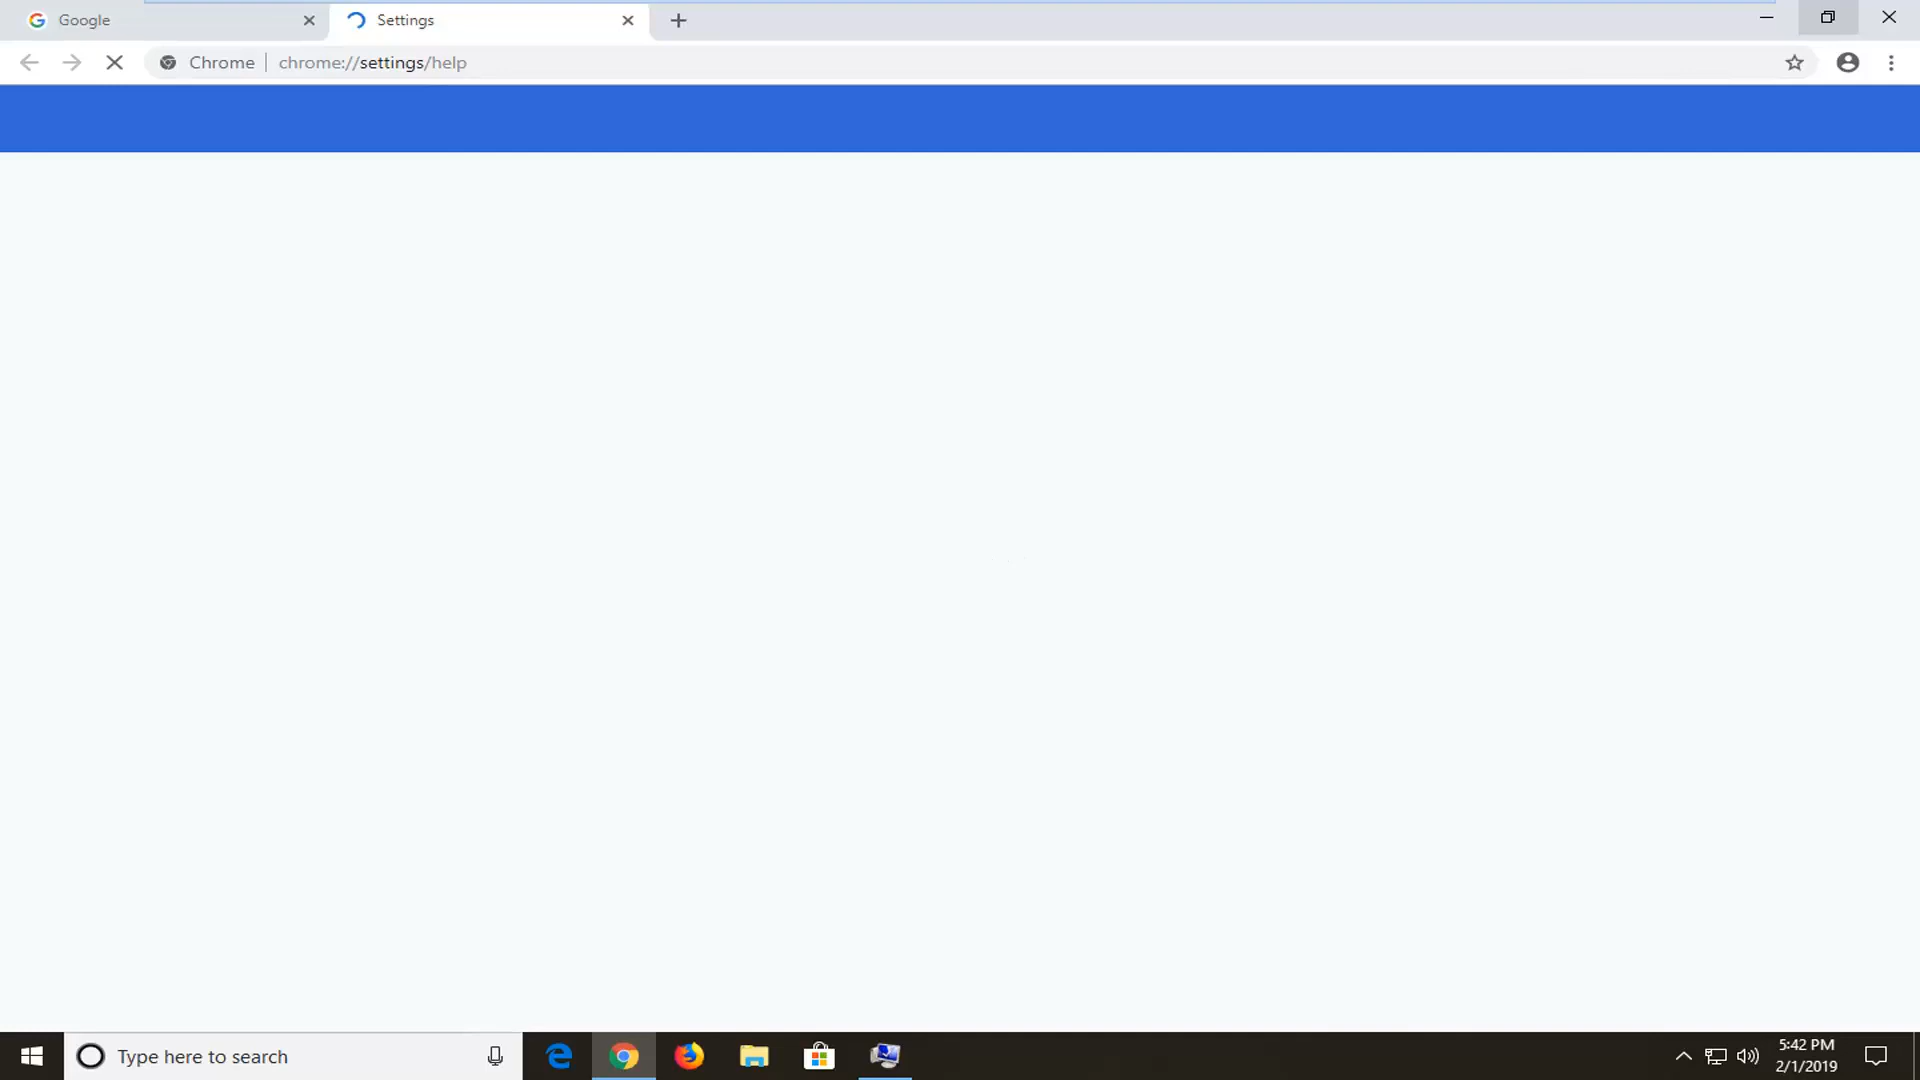 Google
Settings
Chrome
chrome://settings/help
Type here to search
5:42 PM
2/1/2019